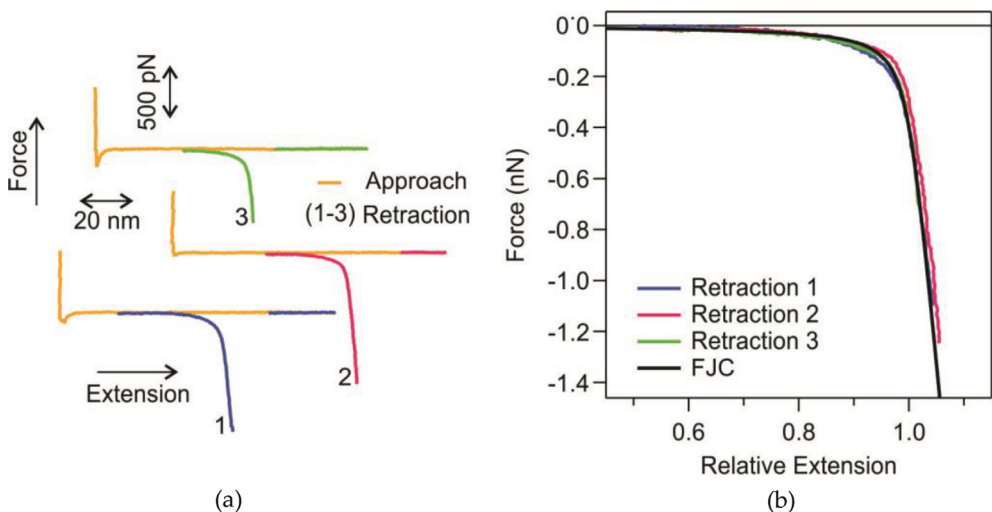 500 pN
Force
20 nm
3
Approach
(1-3) Retraction
2
Extension
1
(a)
0.0
-0.2
-0.4
-0.6
-0.8
-1.0
-1.2
-1.4
Force (nN)
Retraction 1
Retraction 2
Retraction 3
FJC
0.6 0.8 1.0
Relative Extension
(b)